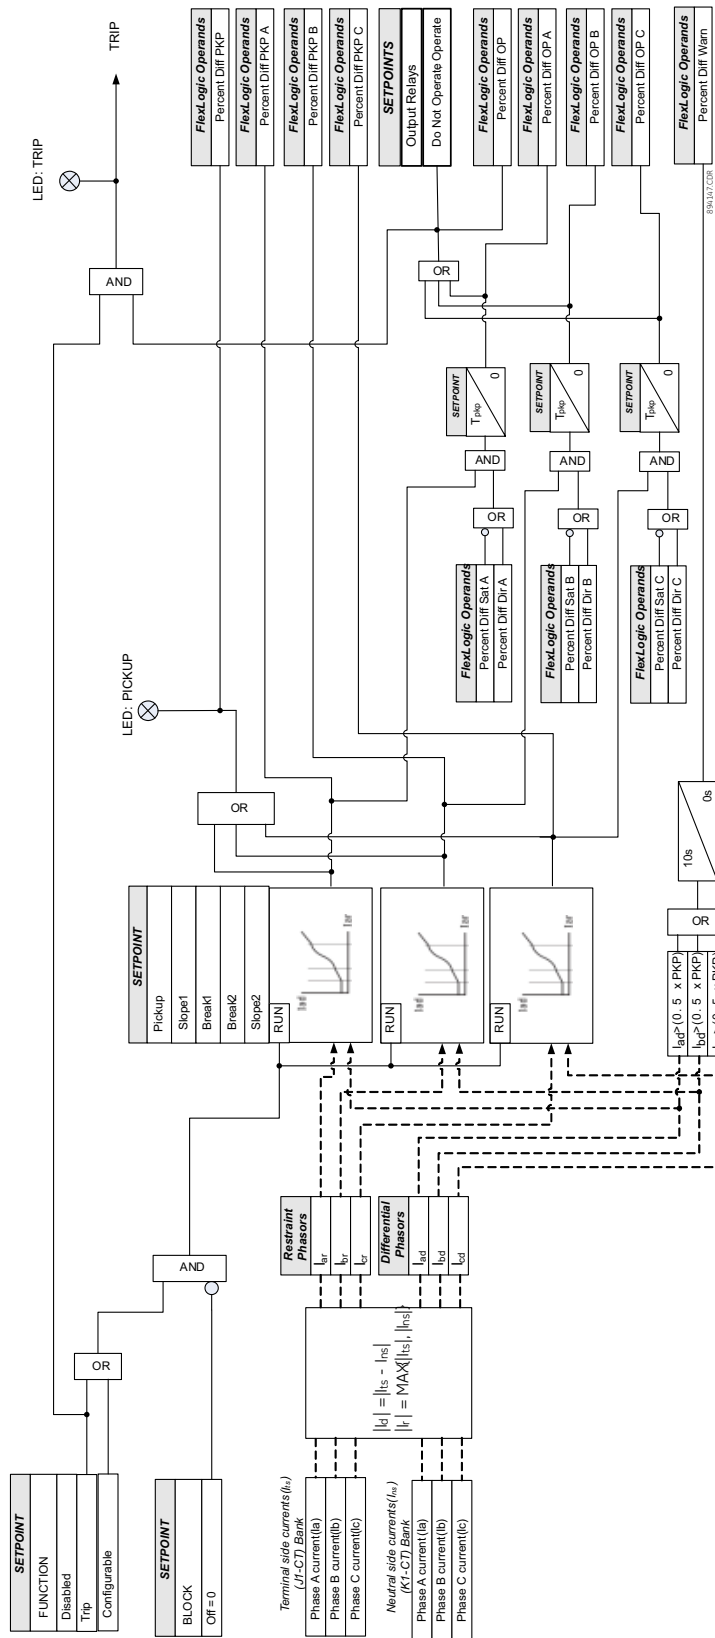 SETPOINT
FUNCTION
Disabled
Trip
Configurable
SETPOINT
BLOCK
Off = 0
OR
AND
AND
LED: TRIP
TRIP
Terminal side currents(Its)
(J1-CT) Bank
Phase A current(Ia)
Phase B current(Ib)
Phase C current(Ic)
Neutral side currents(Ins)
(K1-CT) Bank
Phase A current(Ia)
Phase B current(Ib)
Phase C current(Ic)
|Id| = |Its - Ins|
|Ir| = MAX(|Its|, |Ins|)
Restraint
Phasors
Iar
Ibr
Icr
Differential
Phasors
Iad
Ibd
Icd
SETPOINT
Pickup
Slope1
Break1
Break2
Slope2
RUN
Iad
Iar
RUN
Iad
Iar
RUN
Iad
Iar
OR
LED: PICKUP
FlexLogic Operands
Percent Diff PKP
FlexLogic Operands
Percent Diff PKP A
FlexLogic Operands
Percent Diff PKP B
FlexLogic Operands
Percent Diff PKP C
SETPOINTS
Output Relays
Do Not Operate Operate
FlexLogic Operands
Percent Diff OP
FlexLogic Operands
Percent Diff OP A
FlexLogic Operands
Percent Diff OP B
FlexLogic Operands
Percent Diff OP C
FlexLogic Operands
Percent Diff Warn
OR
FlexLogic Operands
Percent Diff Sat A
Percent Diff Dir A
OR
AND
SETPOINT
Tpkp
0
FlexLogic Operands
Percent Diff Sat B
Percent Diff Dir B
OR
AND
SETPOINT
Tpkp
0
FlexLogic Operands
Percent Diff Sat C
Percent Diff Dir C
OR
AND
SETPOINT
Tpkp
0
Iad>(0. 5 x PKP)
Ibd>(0. 5 x PKP)
OR
10s
0s
894147.CDR